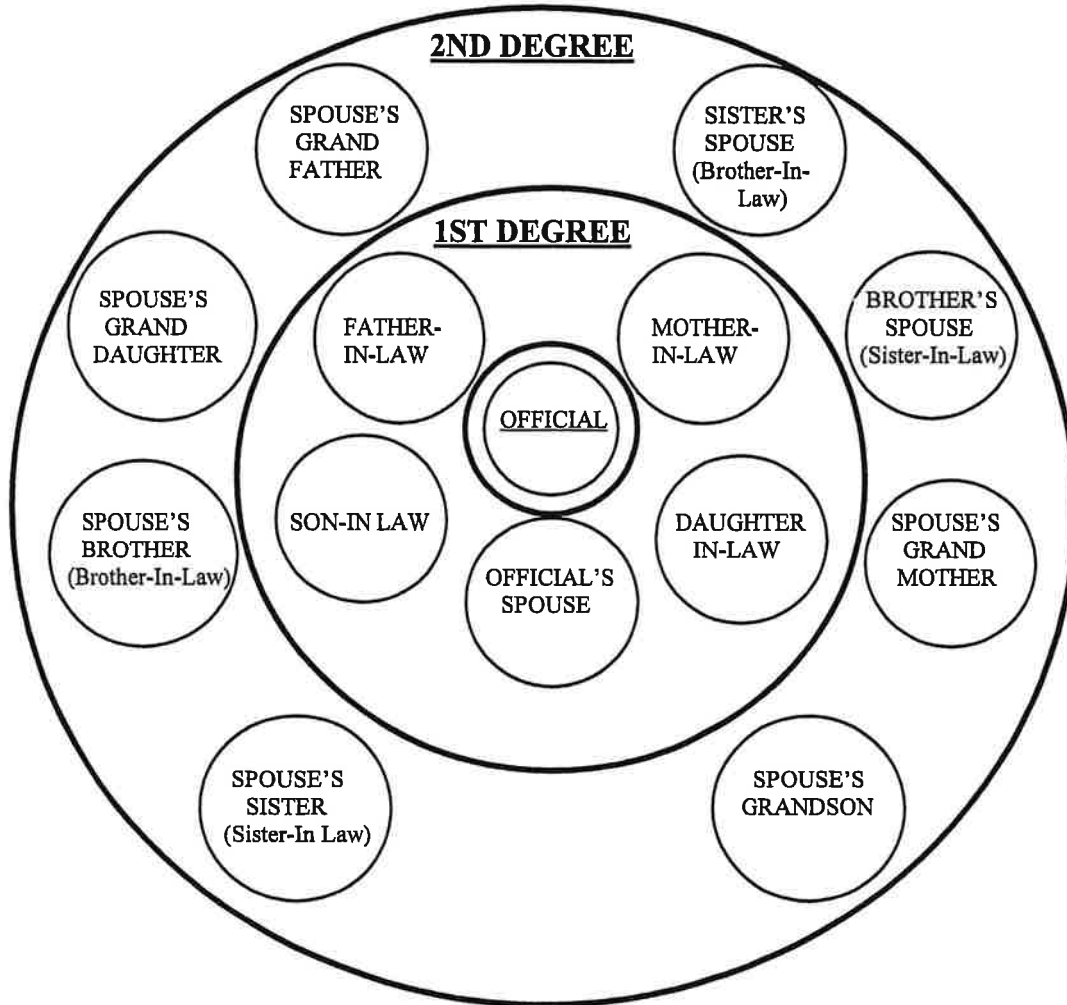 2ND DEGREE
SPOUSE'S
GRAND
FATHER
SISTER'S
SPOUSE
(Brother-In-
Law)
1ST DEGREE
SPOUSE'S
GRAND
DAUGHTER
FATHER-
IN-LAW
MOTHER-
IN-LAW
BROTHER'S
SPOUSE
(Sister-In-Law)
OFFICIAL
SPOUSE'S
BROTHER
(Brother-In-Law)
SON-IN LAW
OFFICIAL'S
SPOUSE
DAUGHTER
IN-LAW
SPOUSE'S
GRAND
MOTHER
SPOUSE'S
SISTER
(Sister-In Law)
SPOUSE'S
GRANDSON